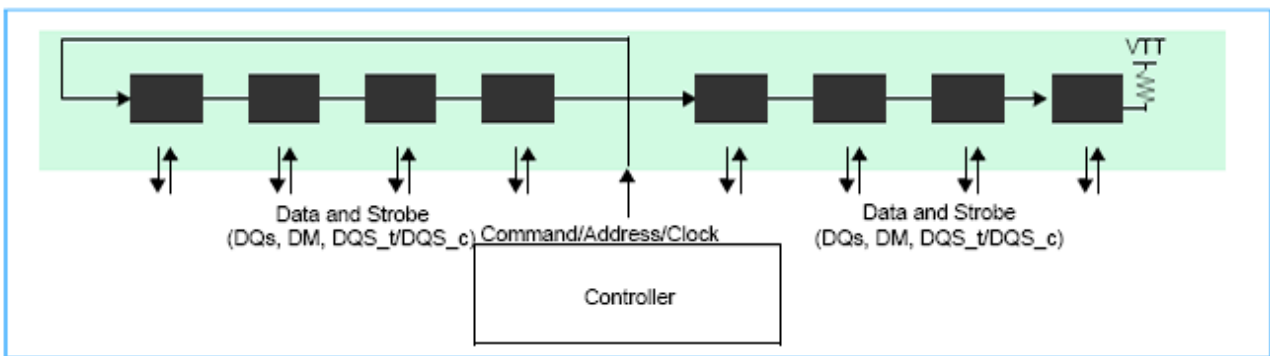 VTT
Data and Strobe
(DQs, DM, DQS_t/DQS_c)
Command/Address/Clock
Data and Strobe
(DQs, DM, DQS_t/DQS_c)
Controller